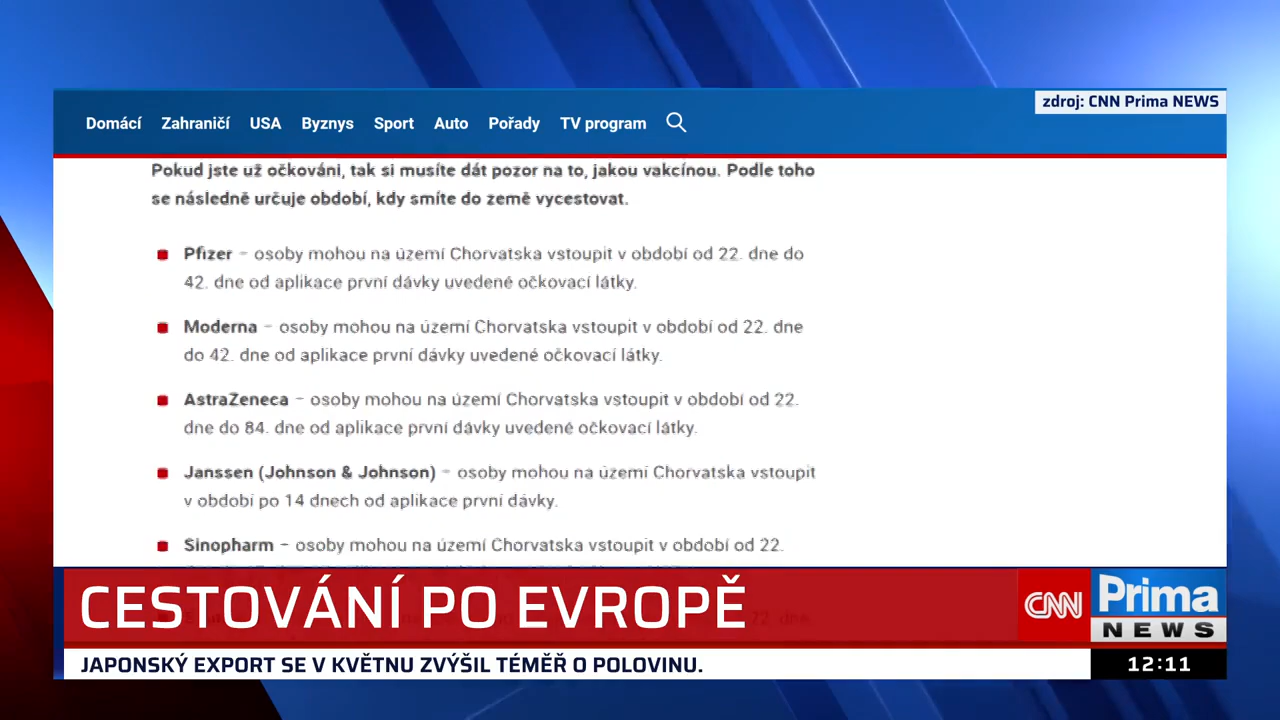 zdroj: CNN Prima NEWS
Domácí Zahraničí USA Byznys Sport Auto Pořady TV program
Pokud jste už očkováni, tak si musíte dát pozor na to, jakou vakcínou. Podle toho
se následně určuje období, kdy smíte do země vycestovat.
Pfizer – osoby mohou na území Chorvatska vstoupit v období od 22. dne do
42. dne od aplikace první dávky uvedené očkovací látky.
Moderna – osoby mohou na území Chorvatska vstoupit v období od 22. dne
do 42. dne od aplikace první dávky uvedené očkovací látky.
AstraZeneca – osoby mohou na území Chorvatska vstoupit v období od 22.
dne do 84. dne od aplikace první dávky uvedené očkovací látky.
Janssen (Johnson & Johnson) – osoby mohou na území Chorvatska vstoupit
v období po 14 dnech od aplikace první dávky.
Sinopharm – osoby mohou na území Chorvatska vstoupit v období od 22.
CESTOVÁNÍ PO EVROPĚ
CNN Prima
NEWS
JAPONSKÝ EXPORT SE V KVĚTNU ZVÝŠIL TÉMĚŘ O POLOVINU.
12:11